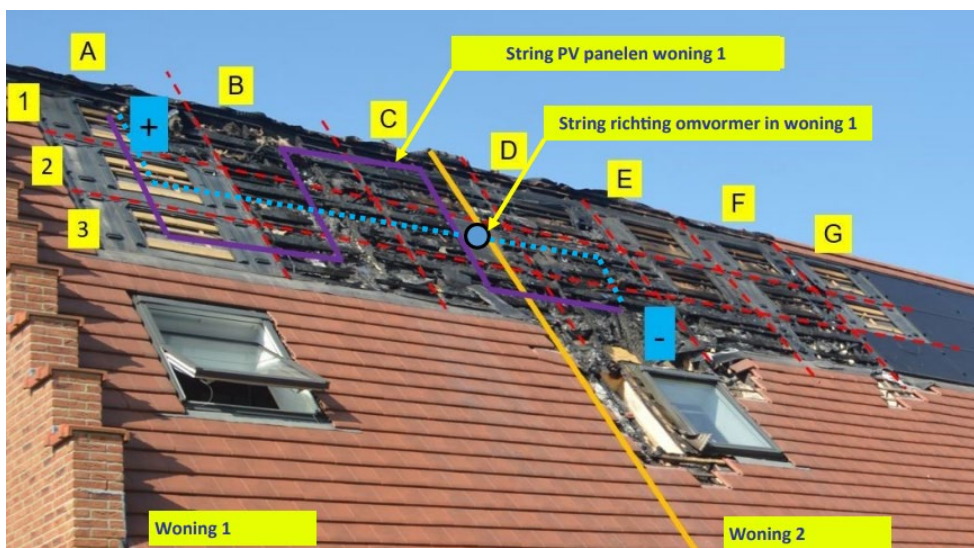 A
B
String PV panelen woning 1
C
String richting omvormer in woning 1
1
+
D
2
E
F
3
G
-
Woning 1
Woning 2